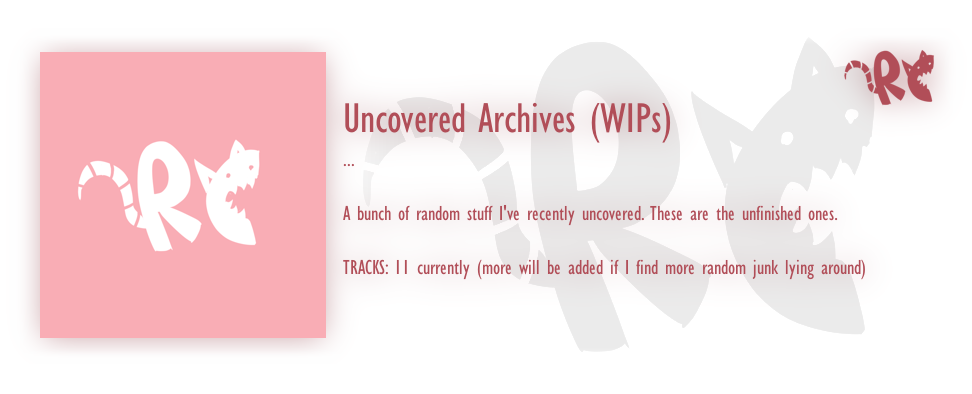 Uncovered Archives (WIPs)
...
A bunch of random stuff I've recently uncovered. These are the unfinished ones.
TRACKS: 11 currently (more will be added if I find more random junk lying around)